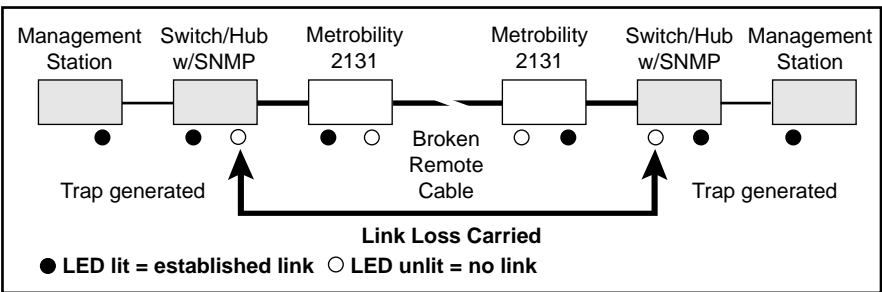 Management Station
Switch/Hub w/SNMP
Metrobility 2131
Metrobility 2131
Switch/Hub w/SNMP
Management Station
Broken
Remote
Cable
Trap generated
Trap generated
Link Loss Carried
LED lit = established link
LED unlit = no link